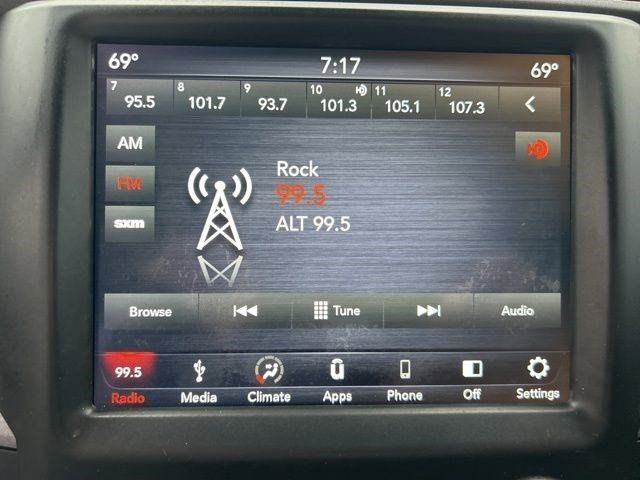 69° 7:17 69°
7 95.5 8 101.7 9 93.7 10 101.3 11 105.1 12 107.3
AM
FM
sxm
Rock
99.5
ALT 99.5
Browse Tune Audio
99.5
Radio Media Climate Apps Phone Off Settings